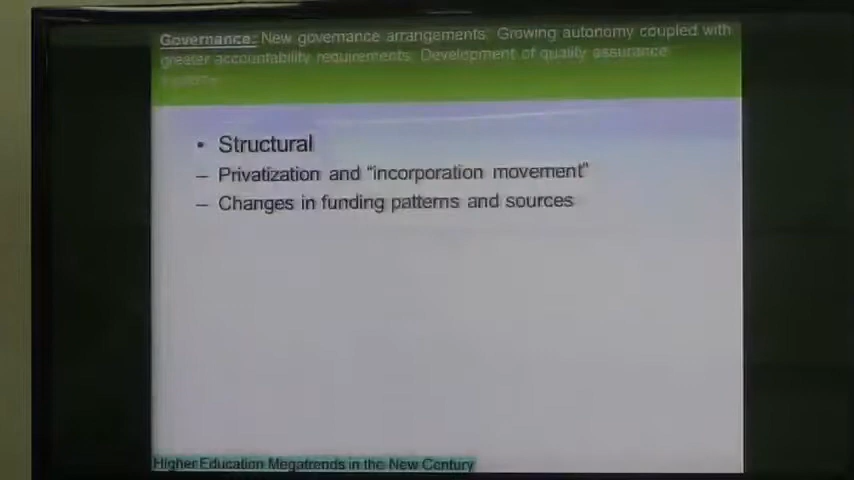 Governance: New governance arrangements. Growing autonomy coupled with
greater accountability requirements. Development of quality assurance
• Structural
– Privatization and “incorporation movement”
– Changes in funding patterns and sources
Higher Education Megatrends in the New Century